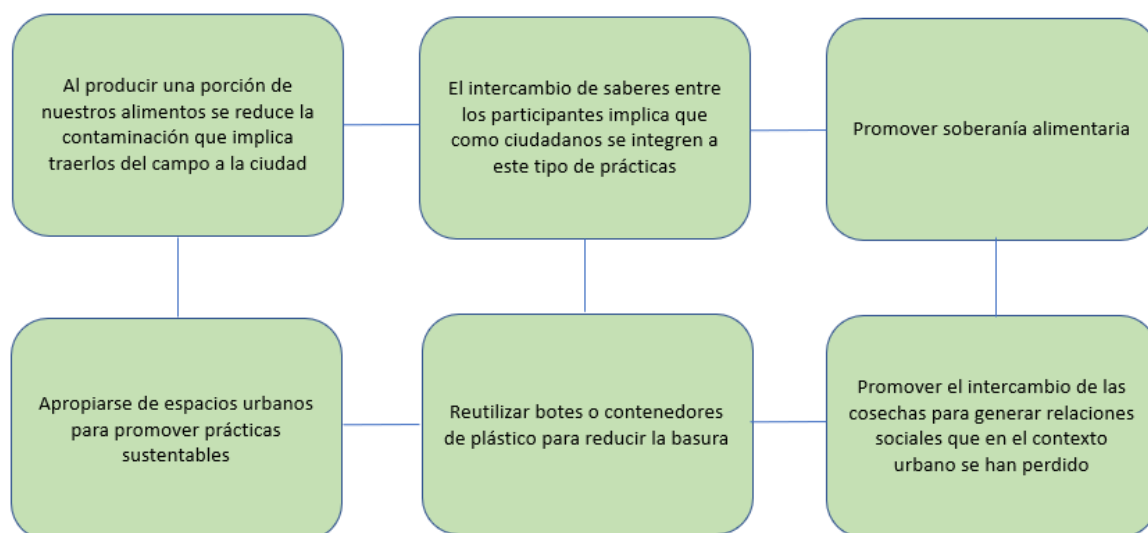 Al producir una porción de
nuestros alimentos se reduce la
contaminación que implica
traerlos del campo a la ciudad
El intercambio de saberes entre
los participantes implica que
como ciudadanos se integren a
este tipo de prácticas
Promover soberanía alimentaria
Apropiarse de espacios urbanos
para promover prácticas
sustentables
Reutilizar botes o contenedores
de plástico para reducir la basura
Promover el intercambio de las
cosechas para generar relaciones
sociales que en el contexto
urbano se han perdido